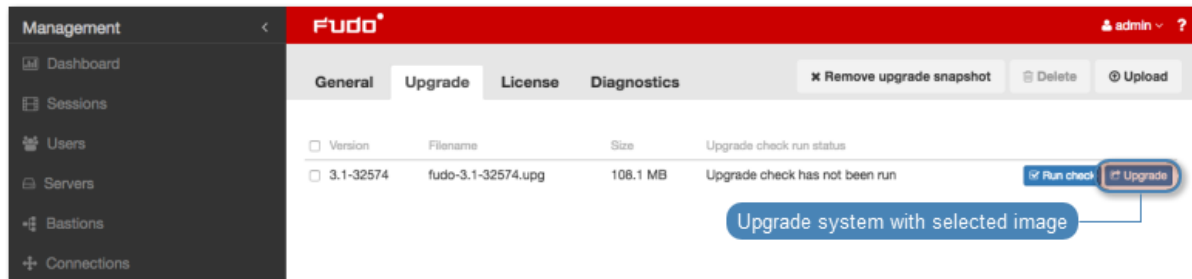 Management
Fudo
admin ?
Dashboard
General Upgrade License Diagnostics Remove upgrade snapshot Delete Upload
Sessions
Users
Version Filename Size Upgrade check run status
Servers
3.1-32574 fudo-3.1-32574.upg 108.1 MB Upgrade check has not been run Run check Upgrade
Bastions
Upgrade system with selected image
Connections